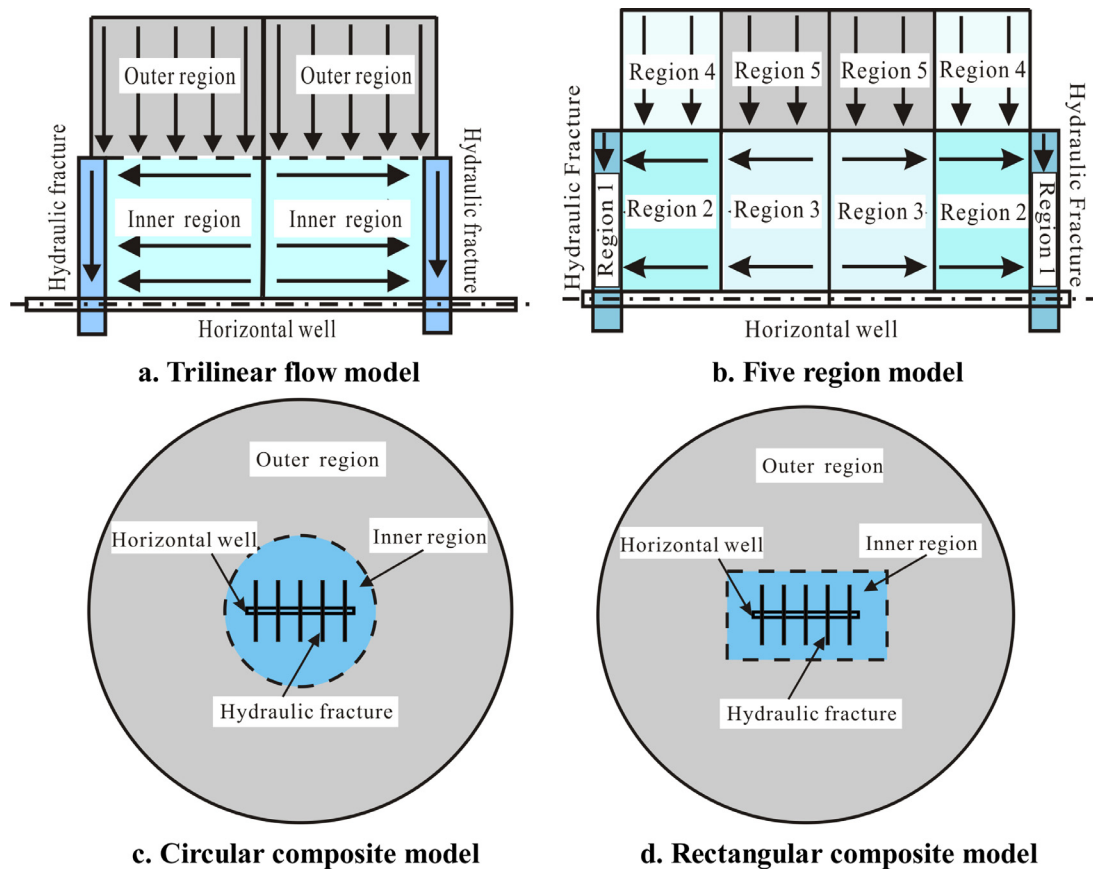 Outer region
Outer region
Hydraulic fracture
Hydraulic fracture
Inner region
Inner region
Horizontal well
a. Trilinear flow model
Region 4
Region 5
Region 5
Region 4
Hydraulic Fracture
Hydraulic Fracture
Region 1
Region 2
Region 3
Region 3
Region 2
Region 1
Horizontal well
b. Five region model
Outer region
Horizontal well
Inner region
Hydraulic fracture
c. Circular composite model
Outer region
Horizontal well
Inner region
Hydraulic fracture
d. Rectangular composite model